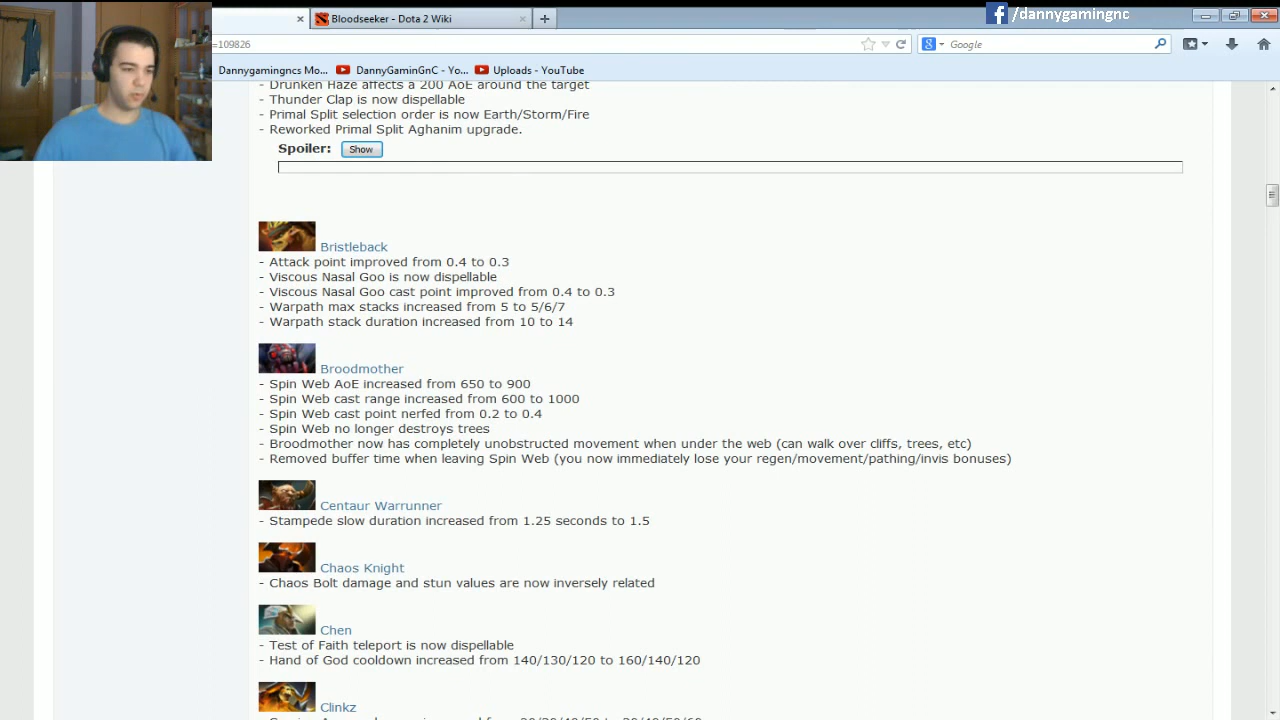 Bloodseeker - Dota 2 Wiki
/dannygamingnc
=109826
Google
Dannygamingncs Mo...
DannyGaminGnC - Yo...
Uploads - YouTube
- Drunken Haze affects a 200 AoE around the target
- Thunder Clap is now dispellable
- Primal Split selection order is now Earth/Storm/Fire
- Reworked Primal Split Aghanim upgrade.
Spoiler: Show
Bristleback
- Attack point improved from 0.4 to 0.3
- Viscous Nasal Goo is now dispellable
- Viscous Nasal Goo cast point improved from 0.4 to 0.3
- Warpath max stacks increased from 5 to 5/6/7
- Warpath stack duration increased from 10 to 14
Broodmother
- Spin Web AoE increased from 650 to 900
- Spin Web cast range increased from 600 to 1000
- Spin Web cast point nerfed from 0.2 to 0.4
- Spin Web no longer destroys trees
- Broodmother now has completely unobstructed movement when under the web (can walk over cliffs, trees, etc)
- Removed buffer time when leaving Spin Web (you now immediately lose your regen/movement/pathing/invis bonuses)
Centaur Warrunner
- Stampede slow duration increased from 1.25 seconds to 1.5
Chaos Knight
- Chaos Bolt damage and stun values are now inversely related
Chen
- Test of Faith teleport is now dispellable
- Hand of God cooldown increased from 140/130/120 to 160/140/120
Clinkz